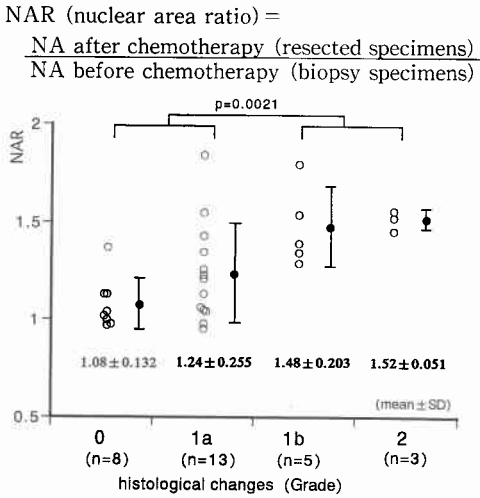 NAR (nuclear area ratio) =
NA after chemotherapy (resected specimens)
NA before chemotherapy (biopsy specimens)
p=0.0021
2
NAR
1.5
1
1.08±0.132 1.24±0.255 1.48±0.203 1.52±0.051
(mean±SD)
0.5
0 1a 1b 2
(n=8) (n=13) (n=5) (n=3)
histological changes (Grade)